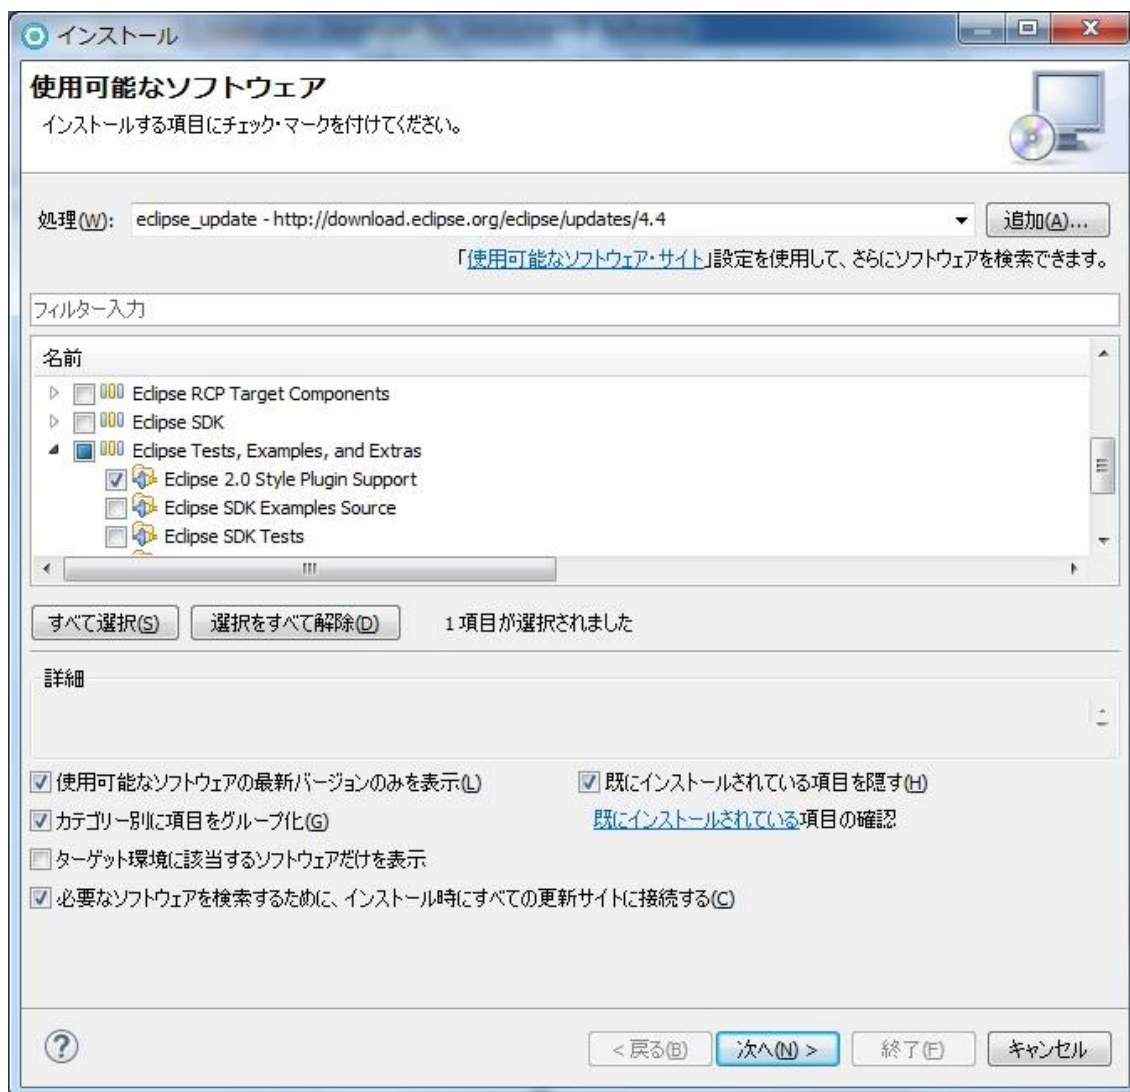 インストール
使用可能なソフトウェア
インストールする項目にチェック・マークを付けてください。
処理(W): eclipse_update - http://download.eclipse.org/eclipse/updates/4.4 追加(A)...
「使用可能なソフトウェア・サイト」設定を使用して、さらにソフトウェアを検索できます。
フィルター入力
名前
Eclipse RCP Target Components
Eclipse SDK
Eclipse Tests, Examples, and Extras
Eclipse 2.0 Style Plugin Support
Eclipse SDK Examples Source
Eclipse SDK Tests
すべて選択(S) 選択をすべて解除(D) 1 項目が選択されました
詳細
使用可能なソフトウェアの最新バージョンのみを表示(L) 既にインストールされている項目を隠す(H)
カテゴリー別に項目をグループ化(G) 既にインストールされている項目の確認
ターゲット環境に該当するソフトウェアだけを表示
必要なソフトウェアを検索するために、インストール時にすべての更新サイトに接続する(C)
< 戻る(B) 次へ(N) > 終了(F) キャンセル